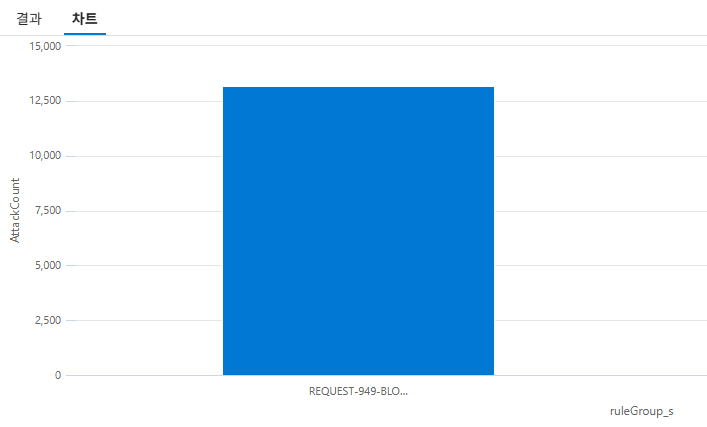 결과 차트
15,000
12,500
10,000
7,500
5,000
2,500
0
AttackCount
REQUEST-949-BLO...
ruleGroup_s